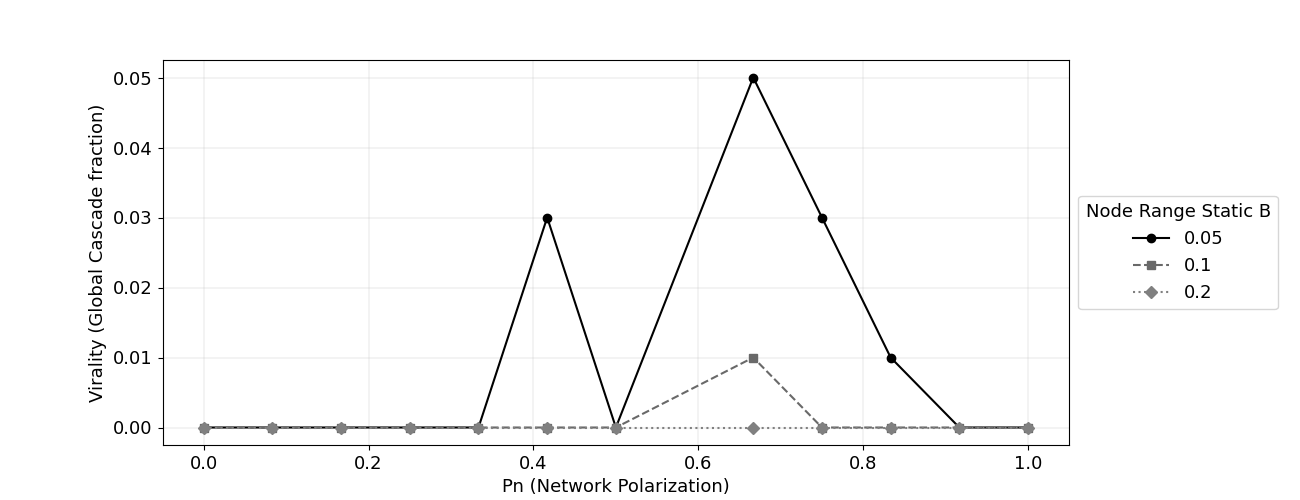 0.05
0.04
0.03
0.02
0.01
0.00
Virality (Global Cascade fraction)
0.0 0.2 0.4 0.6 0.8 1.0
Pn (Network Polarization)
Node Range Static B
0.05
0.1
0.2